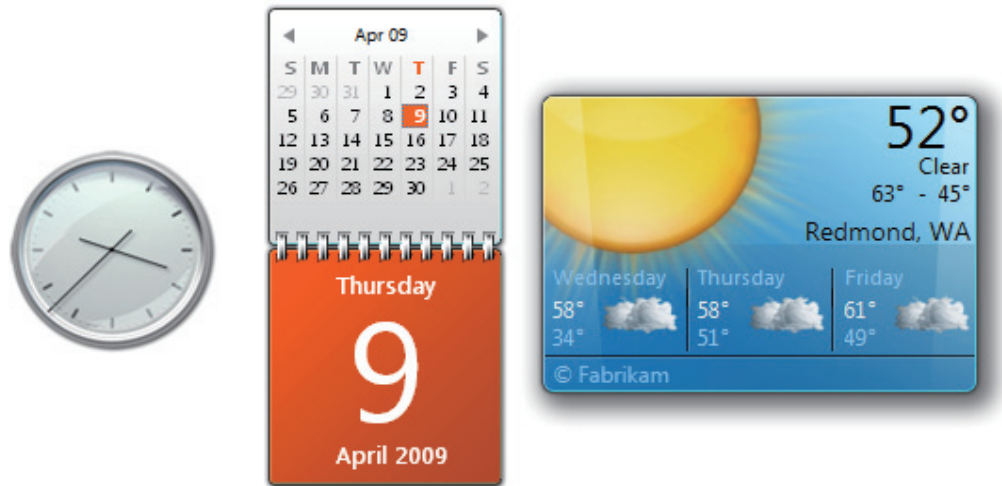 Apr 09
S M T W T F S
29 30 31 1 2 3 4
5 6 7 8 9 10 11
12 13 14 15 16 17 18
19 20 21 22 23 24 25
26 27 28 29 30 1 2
Thursday
9
April 2009
52°
Clear
63° - 45°
Redmond, WA
Wednesday Thursday Friday
58° 58° 61°
34° 51° 49°
© Fabrikam